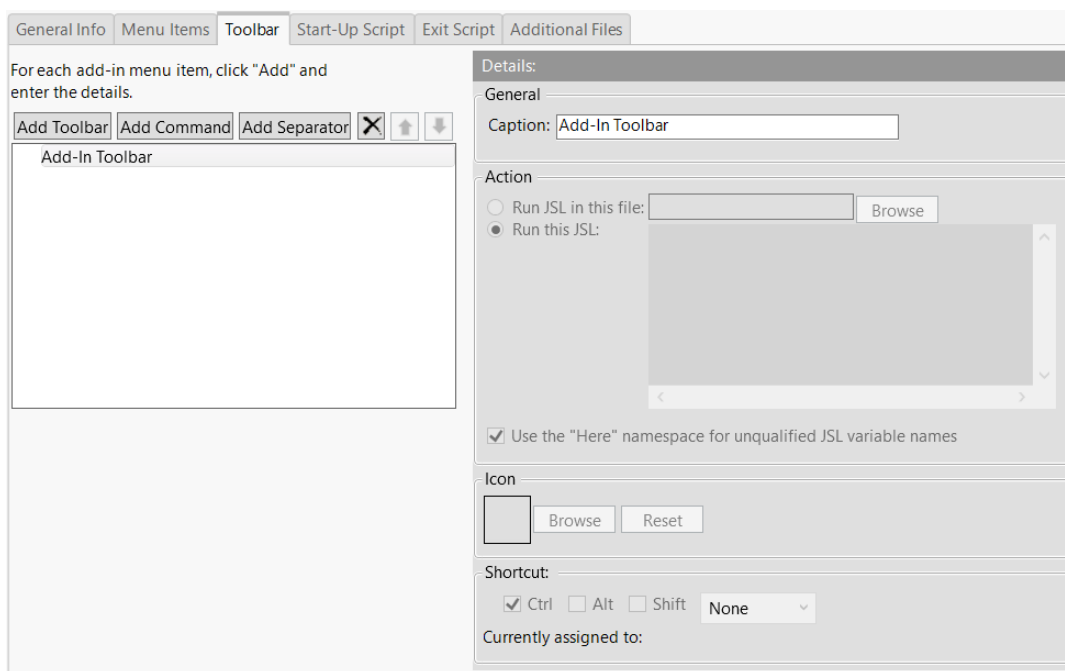 General Info Menu Items Toolbar Start-Up Script Exit Script Additional Files
For each add-in menu item, click "Add" and
enter the details.
Add Toolbar Add Command Add Separator
Add-In Toolbar
Details:
General
Caption: Add-In Toolbar
Action
Run JSL in this file: Browse
Run this JSL:
Use the "Here" namespace for unqualified JSL variable names
Icon
Browse Reset
Shortcut:
Ctrl Alt Shift None
Currently assigned to: